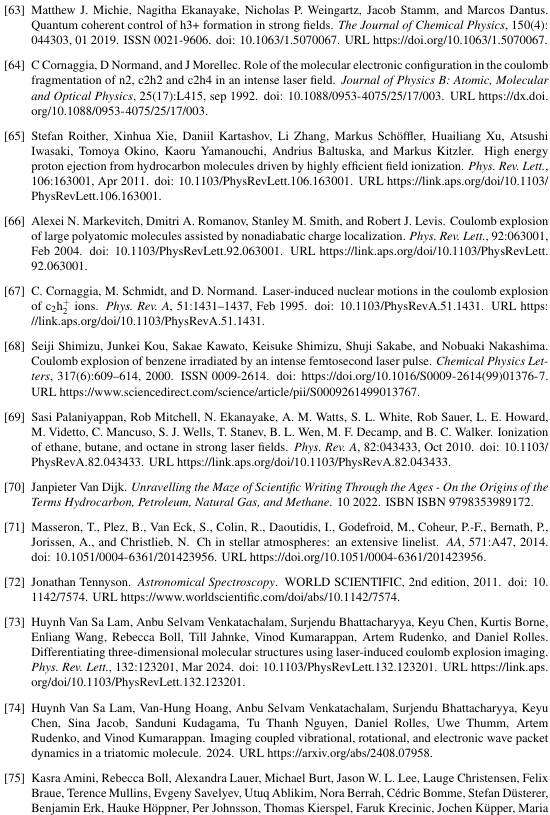 [63] Matthew J. Michie, Nagitha Ekanayake, Nicholas P. Weingartz, Jacob Stamm, and Marcos Dantus.
Quantum coherent control of h3+ formation in strong fields. The Journal of Chemical Physics, 150(4):
044303, 01 2019. ISSN 0021-9606. doi: 10.1063/1.5070067. URL https://doi.org/10.1063/1.5070067.
[64] C Cornaggia, D Normand, and J Morellec. Role of the molecular electronic configuration in the coulomb
fragmentation of n2, c2h2 and c2h4 in an intense laser field. Journal of Physics B: Atomic, Molecular
and Optical Physics, 25(17):L415, sep 1992. doi: 10.1088/0953-4075/25/17/003. URL https://dx.doi.
org/10.1088/0953-4075/25/17/003.
[65] Stefan Roither, Xinhua Xie, Daniil Kartashov, Li Zhang, Markus Schöffler, Huailiang Xu, Atsushi
Iwasaki, Tomoya Okino, Kaoru Yamanouchi, Andrius Baltuska, and Markus Kitzler. High energy
proton ejection from hydrocarbon molecules driven by highly efficient field ionization. Phys. Rev. Lett.,
106:163001, Apr 2011. doi: 10.1103/PhysRevLett.106.163001. URL https://link.aps.org/doi/10.1103/
PhysRevLett.106.163001.
[66] Alexei N. Markevitch, Dmitri A. Romanov, Stanley M. Smith, and Robert J. Levis. Coulomb explosion
of large polyatomic molecules assisted by nonadiabatic charge localization. Phys. Rev. Lett., 92:063001,
Feb 2004. doi: 10.1103/PhysRevLett.92.063001. URL https://link.aps.org/doi/10.1103/PhysRevLett.
92.063001.
[67] C. Cornaggia, M. Schmidt, and D. Normand. Laser-induced nuclear motions in the coulomb explosion
of c₂h₂⁺ ions. Phys. Rev. A, 51:1431–1437, Feb 1995. doi: 10.1103/PhysRevA.51.1431. URL https:
//link.aps.org/doi/10.1103/PhysRevA.51.1431.
[68] Seiji Shimizu, Junkei Kou, Sakae Kawato, Keisuke Shimizu, Shuji Sakabe, and Nobuaki Nakashima.
Coulomb explosion of benzene irradiated by an intense femtosecond laser pulse. Chemical Physics Let-
ters, 317(6):609–614, 2000. ISSN 0009-2614. doi: https://doi.org/10.1016/S0009-2614(99)01376-7.
URL https://www.sciencedirect.com/science/article/pii/S0009261499013767.
[69] Sasi Palaniyappan, Rob Mitchell, N. Ekanayake, A. M. Watts, S. L. White, Rob Sauer, L. E. Howard,
M. Videtto, C. Mancuso, S. J. Wells, T. Stanev, B. L. Wen, M. F. Decamp, and B. C. Walker. Ionization
of ethane, butane, and octane in strong laser fields. Phys. Rev. A, 82:043433, Oct 2010. doi: 10.1103/
PhysRevA.82.043433. URL https://link.aps.org/doi/10.1103/PhysRevA.82.043433.
[70] Janpieter Van Dijk. Unravelling the Maze of Scientific Writing Through the Ages - On the Origins of the
Terms Hydrocarbon, Petroleum, Natural Gas, and Methane. 10 2022. ISBN ISBN 9798353989172.
[71] Masseron, T., Plez, B., Van Eck, S., Colin, R., Daoutidis, I., Godefroid, M., Coheur, P.-F., Bernath, P.,
Jorissen, A., and Christlieb, N. Ch in stellar atmospheres: an extensive linelist. AA, 571:A47, 2014.
doi: 10.1051/0004-6361/201423956. URL https://doi.org/10.1051/0004-6361/201423956.
[72] Jonathan Tennyson. Astronomical Spectroscopy. WORLD SCIENTIFIC, 2nd edition, 2011. doi: 10.
1142/7574. URL https://www.worldscientific.com/doi/abs/10.1142/7574.
[73] Huynh Van Sa Lam, Anbu Selvam Venkatachalam, Surjendu Bhattacharyya, Keyu Chen, Kurtis Borne,
Enliang Wang, Rebecca Boll, Till Jahnke, Vinod Kumarappan, Artem Rudenko, and Daniel Rolles.
Differentiating three-dimensional molecular structures using laser-induced coulomb explosion imaging.
Phys. Rev. Lett., 132:123201, Mar 2024. doi: 10.1103/PhysRevLett.132.123201. URL https://link.aps.
org/doi/10.1103/PhysRevLett.132.123201.
[74] Huynh Van Sa Lam, Van-Hung Hoang, Anbu Selvam Venkatachalam, Surjendu Bhattacharyya, Keyu
Chen, Sina Jacob, Sanduni Kudagama, Tu Thanh Nguyen, Daniel Rolles, Uwe Thumm, Artem
Rudenko, and Vinod Kumarappan. Imaging coupled vibrational, rotational, and electronic wave packet
dynamics in a triatomic molecule. 2024. URL https://arxiv.org/abs/2408.07958.
[75] Kasra Amini, Rebecca Boll, Alexandra Lauer, Michael Burt, Jason W. L. Lee, Lauge Christensen, Felix
Braue, Terence Mullins, Evgeny Savelyev, Utuq Ablikim, Nora Berrah, Cédric Bomme, Stefan Düsterer,
Benjamin Erk, Hauke Höppner, Per Johnsson, Thomas Kierspel, Faruk Krecinic, Jochen Küpper, Maria